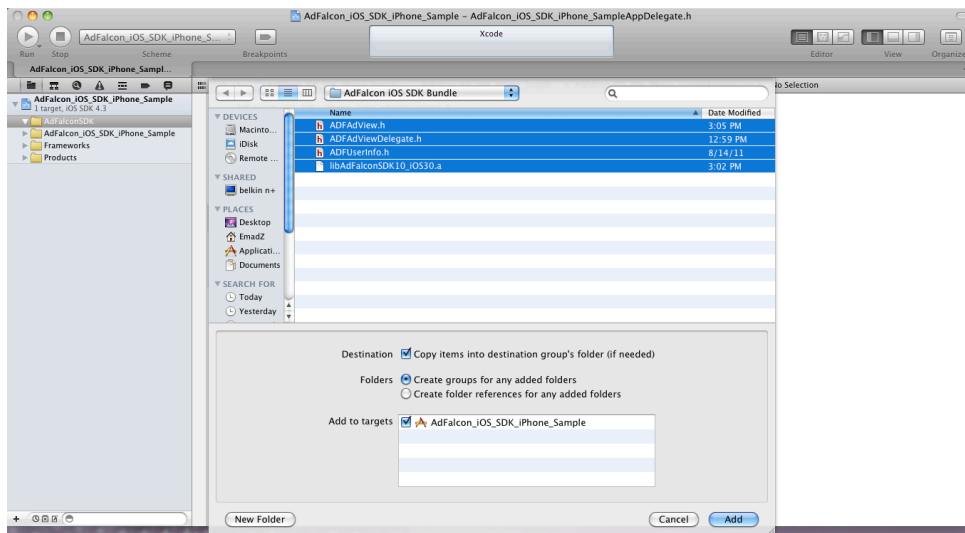 AdFalcon_iOS_SDK_iPhone_Sample – AdFalcon_iOS_SDK_iPhone_SampleAppDelegate.h
AdFalcon_iOS_SDK_iPhone_S...
Xcode
Run Stop Scheme Breakpoints Editor View Organize
AdFalcon_iOS_SDK_iPhone_Sampl...
AdFalcon iOS SDK Bundle
No Selection
AdFalcon_iOS_SDK_iPhone_Sample
1 target, iOS SDK 4.3
AdFalconSDK
AdFalcon_iOS_SDK_iPhone_Sample
Frameworks
Products
DEVICES
Macinto...
iDisk
Remote ...
SHARED
belkin n+
PLACES
Desktop
EmadZ
Applicati...
Documents
SEARCH FOR
Today
Yesterday
Name Date Modified
ADFAdView.h 3:05 PM
ADFAdViewDelegate.h 12:59 PM
ADFUserInfo.h 8/14/11
libAdFalconSDK10_iOS30.a 3:02 PM
Destination Copy items into destination group's folder (if needed)
Folders Create groups for any added folders
Create folder references for any added folders
Add to targets AdFalcon_iOS_SDK_iPhone_Sample
New Folder Cancel Add